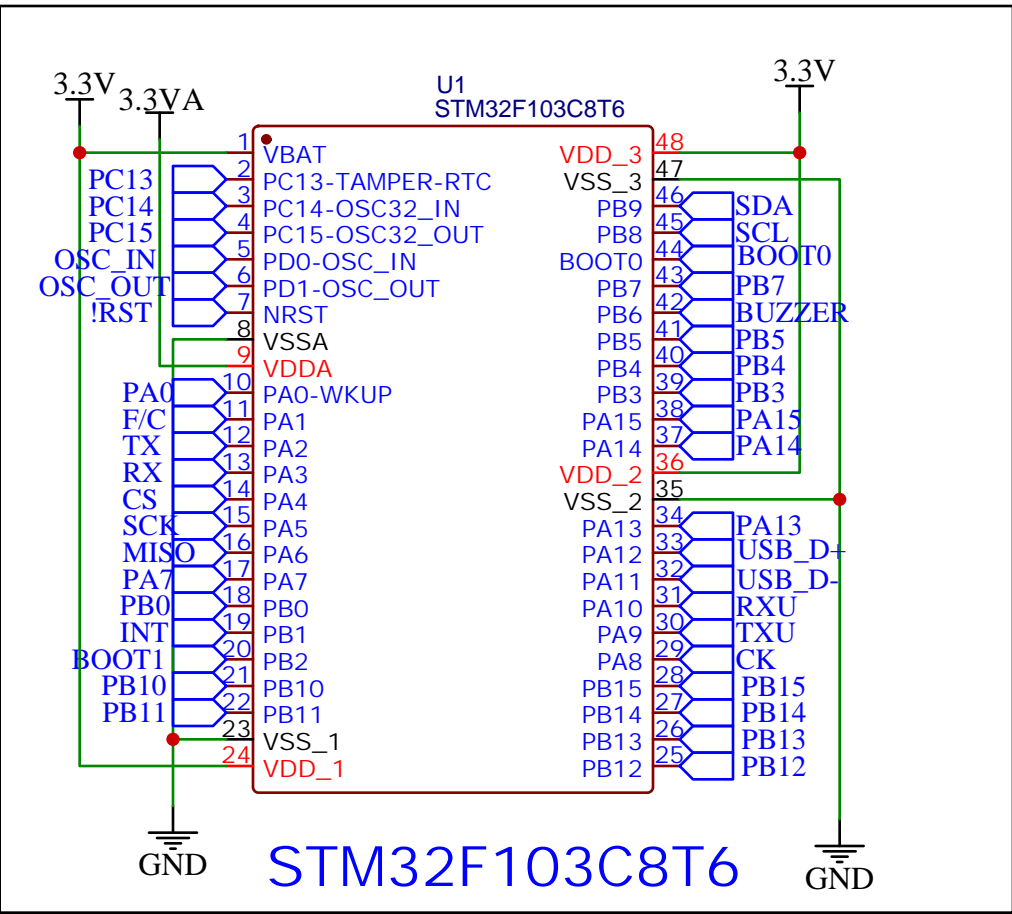 3.3V
3.3VA
U1
STM32F103C8T6
3.3V
1 VBAT
PC13 2 PC13-TAMPER-RTC
PC14 3 PC14-OSC32_IN
PC15 4 PC15-OSC32_OUT
OSC_IN 5 PD0-OSC_IN
OSC_OUT 6 PD1-OSC_OUT
!RST 7 NRST
8 VSSA
9 VDDA
PA0 10 PA0-WKUP
F/C 11 PA1
TX 12 PA2
RX 13 PA3
CS 14 PA4
SCK 15 PA5
MISO 16 PA6
PA7 17 PA7
PB0 18 PB0
INT 19 PB1
BOOT1 20 PB2
PB10 21 PB10
PB11 22 PB11
23 VSS_1
24 VDD_1
VDD_3 48
VSS_3 47
PB9 46 SDA
PB8 45 SCL
BOOT0 44 BOOT0
PB7 43 PB7
PB6 42 BUZZER
PB5 41 PB5
PB4 40 PB4
PB3 39 PB3
PA15 38 PA15
PA14 37 PA14
VDD_2 36
VSS_2 35
PA13 34 PA13
PA12 33 USB_D+
PA11 32 USB_D-
PA10 31 RXU
PA9 30 TXU
PA8 29 CK
PB15 28 PB15
PB14 27 PB14
PB13 26 PB13
PB12 25 PB12
GND
STM32F103C8T6
GND